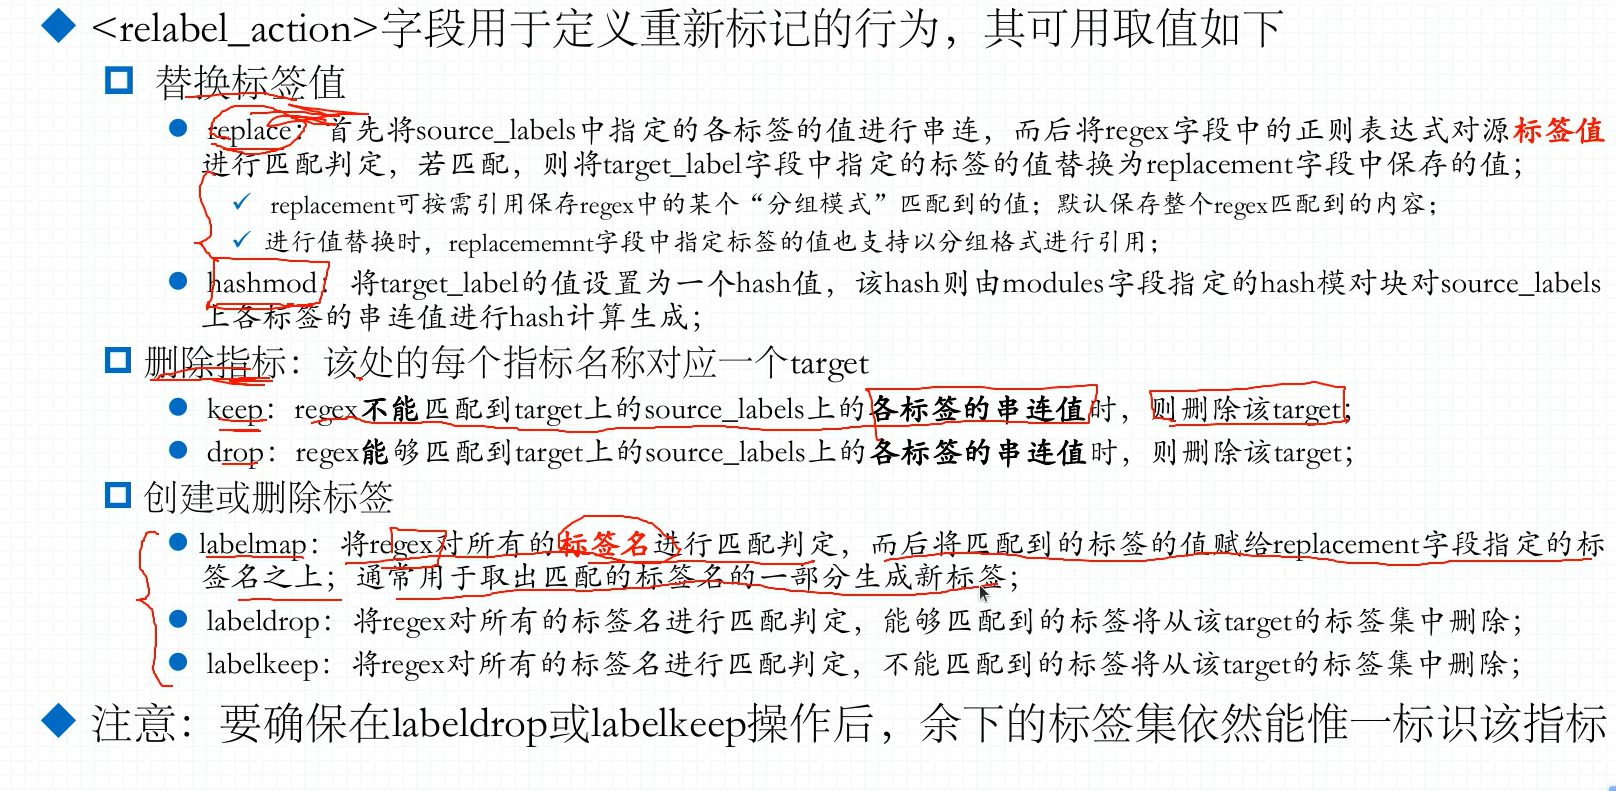 <relabel_action>字段用于定义重新标记的行为，其可用取值如下
替换标签值
replace：首先将source_labels中指定的各标签的值进行串连，而后将regex字段中的正则表达式对源标签值
进行匹配判定，若匹配，则将target_label字段中指定的标签的值替换为replacement字段中保存的值；
replacement可按需引用保存regex中的某个“分组模式”匹配到的值；默认保存整个regex匹配到的内容；
进行值替换时，replacememnt字段中指定标签的值也支持以分组格式进行引用；
hashmod：将target_label的值设置为一个hash值，该hash则由modules字段指定的hash模对块对source_labels
上各标签的串连值进行hash计算生成；
删除指标：该处的每个指标名称对应一个target
keep：regex不能匹配到target上的source_labels上的各标签的串连值时，则删除该target；
drop：regex能够匹配到target上的source_labels上的各标签的串连值时，则删除该target；
创建或删除标签
labelmap：将regex对所有的标签名进行匹配判定，而后将匹配到的标签的值赋给replacement字段指定的标
签名之上；通常用于取出匹配的标签名的一部分生成新标签；
labeldrop：将regex对所有的标签名进行匹配判定，能够匹配到的标签将从该target的标签集中删除；
labelkeep：将regex对所有的标签名进行匹配判定，不能匹配到的标签将从该target的标签集中删除；
注意：要确保在labeldrop或labelkeep操作后，余下的标签集依然能惟一标识该指标